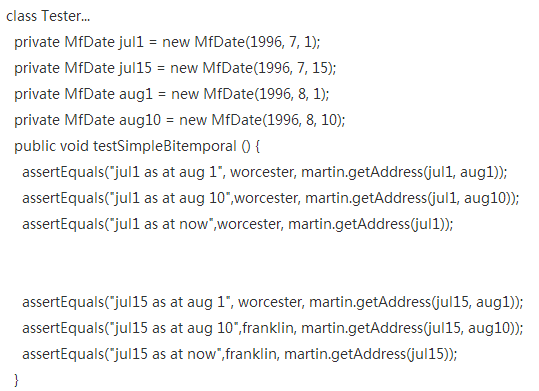 class Tester...
private MfDate jul1 = new MfDate(1996, 7, 1);
private MfDate jul15 = new MfDate(1996, 7, 15);
private MfDate aug1 = new MfDate(1996, 8, 1);
private MfDate aug10 = new MfDate(1996, 8, 10);
public void testSimpleBitemporal () {
assertEquals("jul1 as at aug 1", worcester, martin.getAddress(jul1, aug1));
assertEquals("jul1 as at aug 10",worcester, martin.getAddress(jul1, aug10));
assertEquals("jul1 as at now",worcester, martin.getAddress(jul1));
assertEquals("jul15 as at aug 1", worcester, martin.getAddress(jul15, aug1));
assertEquals("jul15 as at aug 10",franklin, martin.getAddress(jul15, aug10));
assertEquals("jul15 as at now",franklin, martin.getAddress(jul15));
}